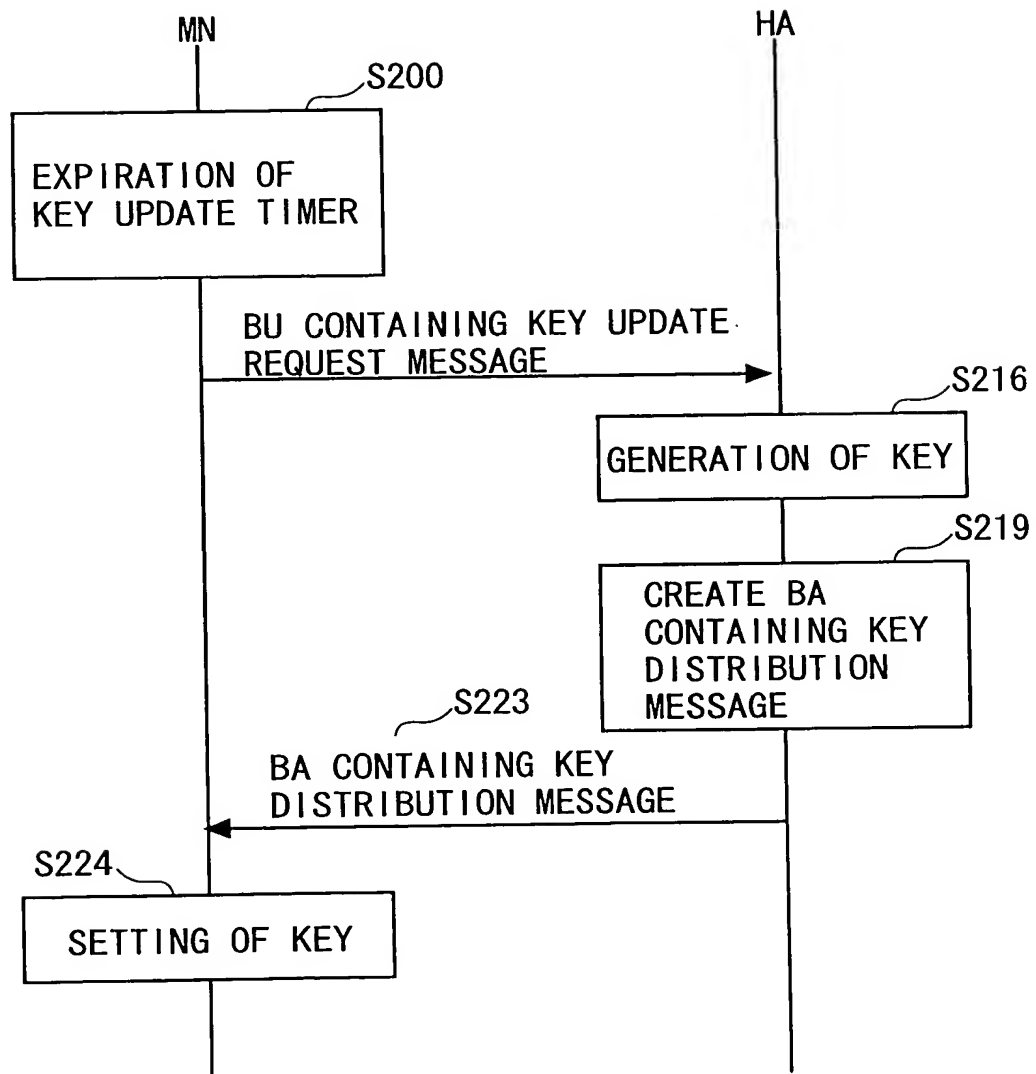 MN
HA
S200
EXPIRATION OF
KEY UPDATE TIMER
BU CONTAINING KEY UPDATE
REQUEST MESSAGE
S216
GENERATION OF KEY
S219
CREATE BA
CONTAINING KEY
DISTRIBUTION
MESSAGE
S223
BA CONTAINING KEY
DISTRIBUTION MESSAGE
S224
SETTING OF KEY